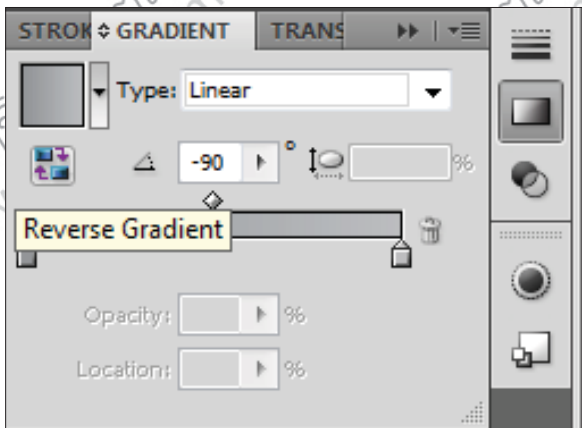 STROK GRADIENT TRANS
Type: Linear
-90 ° %
Reverse Gradient
Opacity: %
Location: %